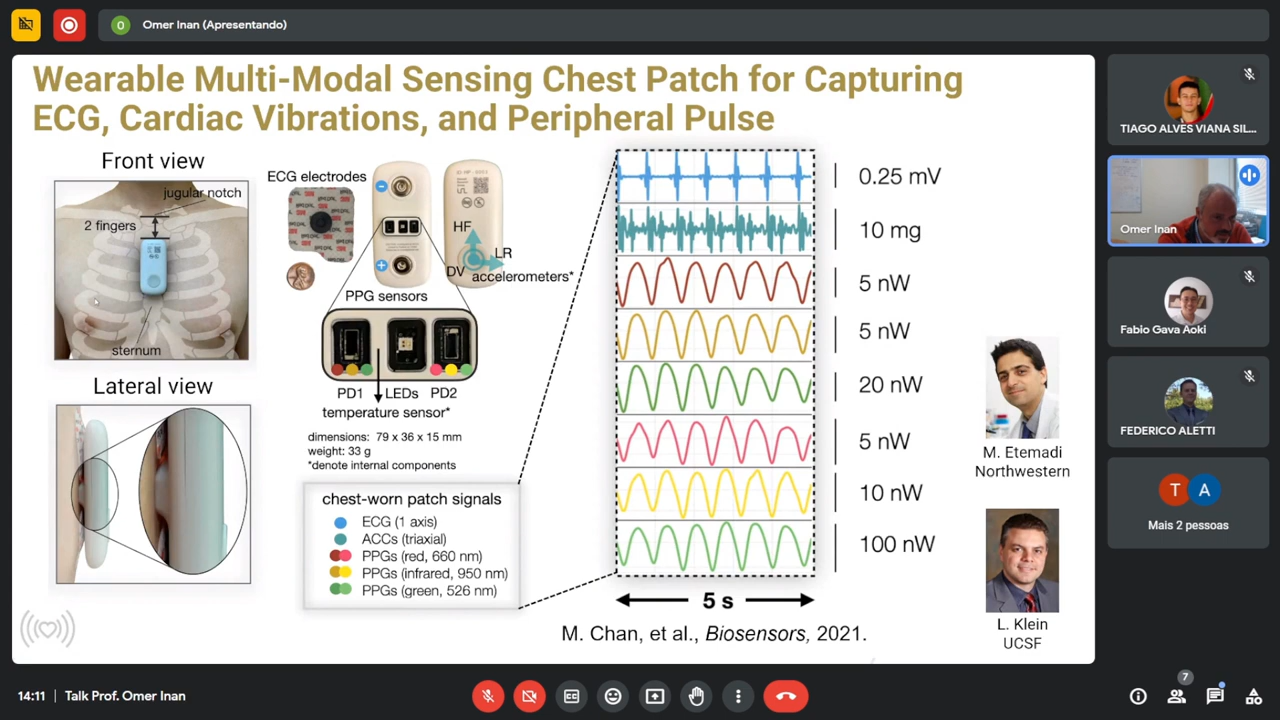 O
Omer Inan (Apresentando)
Wearable Multi-Modal Sensing Chest Patch for Capturing
ECG, Cardiac Vibrations, and Peripheral Pulse
Front view
jugular notch
2 fingers
sternum
Lateral view
ECG electrodes
HF
LR
DV
accelerometers*
PPG sensors
PD1
LEDs
PD2
temperature sensor*
dimensions: 79 x 36 x 15 mm
weight: 33 g
*denote internal components
chest-worn patch signals
ECG (1 axis)
ACCs (triaxial)
PPGs (red, 660 nm)
PPGs (infrared, 950 nm)
PPGs (green, 526 nm)
0.25 mV
10 mg
5 nW
5 nW
20 nW
5 nW
10 nW
100 nW
5 s
M. Chan, et al., Biosensors, 2021.
M. Etemadi
Northwestern
L. Klein
UCSF
TIAGO ALVES VIANA SIL...
Omer Inan
Fabio Gava Aoki
FEDERICO ALETTI
T
A
Mais 2 pessoas
14:11 | Talk Prof. Omer Inan
7